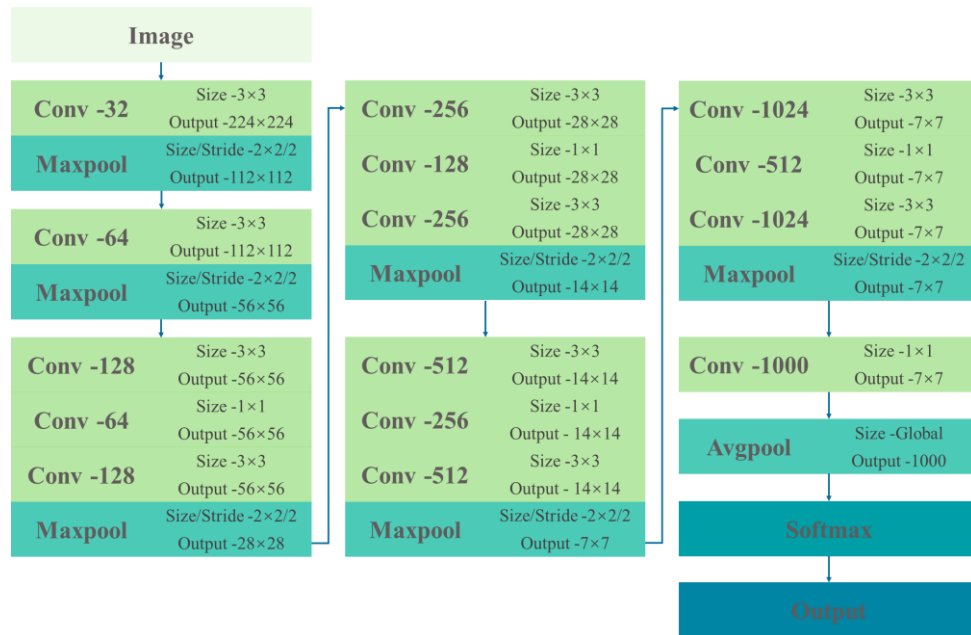 Image
Conv -32
Size -3×3
Output -224×224
Maxpool
Size/Stride -2×2/2
Output -112×112
Conv -64
Size -3×3
Output -112×112
Maxpool
Size/Stride -2×2/2
Output -56×56
Conv -128
Size -3×3
Output -56×56
Conv -64
Size -1×1
Output -56×56
Conv -128
Size -3×3
Output -56×56
Maxpool
Size/Stride -2×2/2
Output -28×28
Conv -256
Size -3×3
Output -28×28
Conv -128
Size -1×1
Output -28×28
Conv -256
Size -3×3
Output -28×28
Maxpool
Size/Stride -2×2/2
Output -14×14
Conv -512
Size -3×3
Output -14×14
Conv -256
Size -1×1
Output - 14×14
Conv -512
Size -3×3
Output - 14×14
Maxpool
Size/Stride -2×2/2
Output -7×7
Conv -1024
Size -3×3
Output -7×7
Conv -512
Size -1×1
Output -7×7
Conv -1024
Size -3×3
Output -7×7
Maxpool
Size/Stride -2×2/2
Output -7×7
Conv -1000
Size -1×1
Output -7×7
Avgpool
Size -Global
Output -1000
Softmax
Output